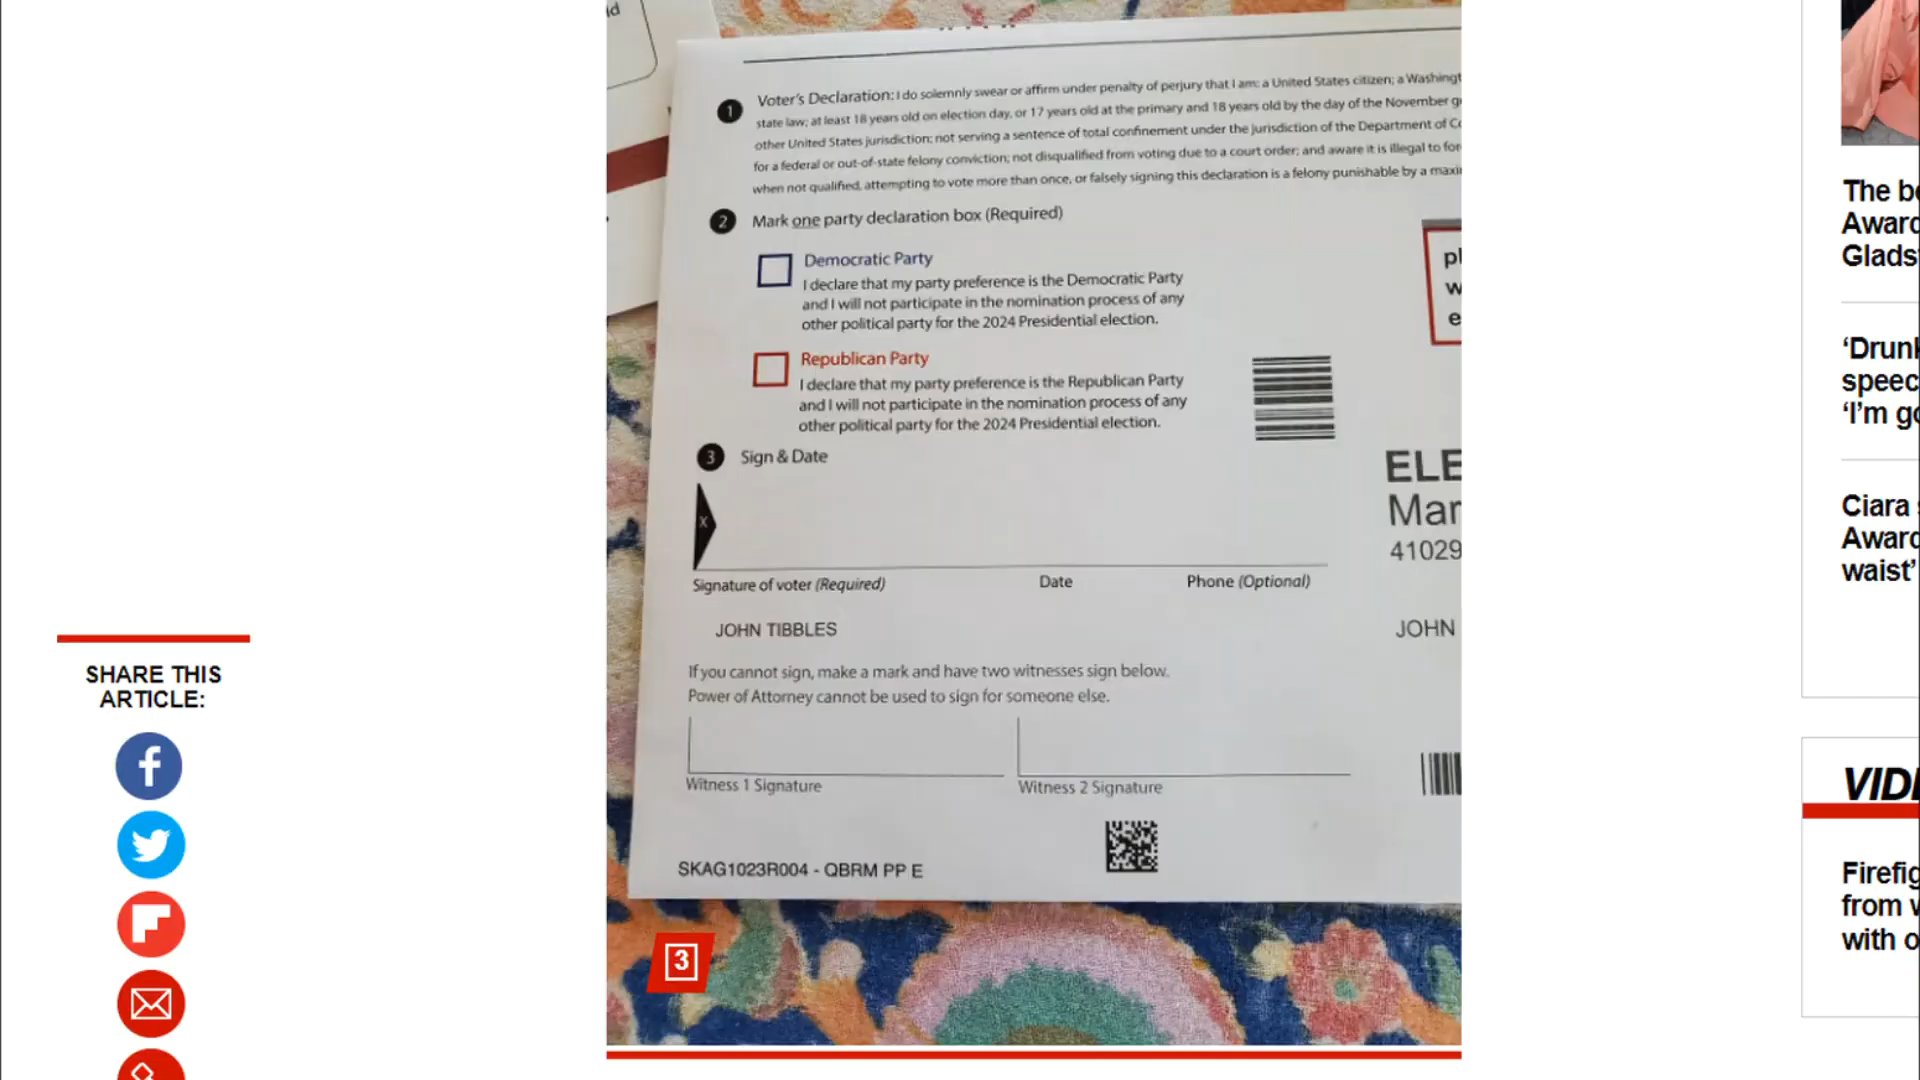 1
Voter's Declaration: I do solemnly swear or affirm under penalty of perjury that I am: a United States citizen; a Washingt
state law; at least 18 years old on election day, or 17 years old at the primary and 18 years old by the day of the November g
other United States jurisdiction; not serving a sentence of total confinement under the jurisdiction of the Department of Co
for a federal or out-of-state felony conviction; not disqualified from voting due to a court order; and aware it is illegal to for
when not qualified, attempting to vote more than once, or falsely signing this declaration is a felony punishable by a maxi
2
Mark one party declaration box (Required)
Democratic Party
I declare that my party preference is the Democratic Party
and I will not participate in the nomination process of any
other political party for the 2024 Presidential election.
Republican Party
I declare that my party preference is the Republican Party
and I will not participate in the nomination process of any
other political party for the 2024 Presidential election.
3
Sign & Date
X
Signature of voter (Required)
Date
Phone (Optional)
JOHN TIBBLES
If you cannot sign, make a mark and have two witnesses sign below.
Power of Attorney cannot be used to sign for someone else.
Witness 1 Signature
Witness 2 Signature
SKAG1023R004 - QBRM PP E
pl
w
e
ELE
Mar
41029
JOHN
3
SHARE THIS
ARTICLE:
The be
Award
Glads
'Drunk
speec
'I'm go
Ciara s
Award
waist'
VIDE
Firefig
from w
with o